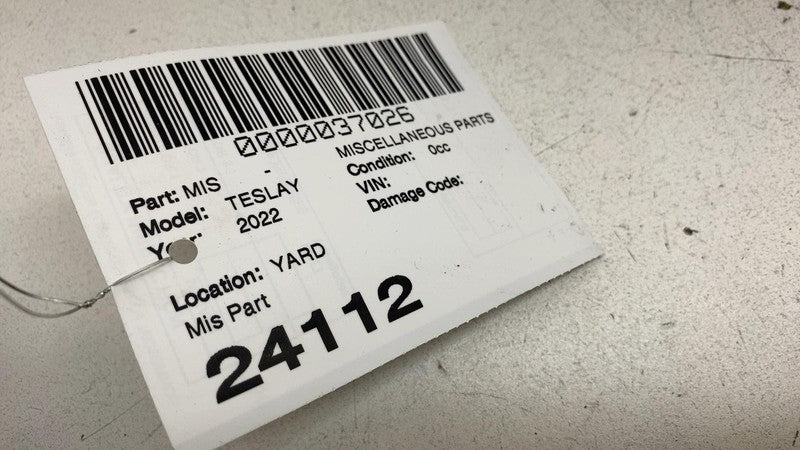 0000037026
Part: MIS - MISCELLANEOUS PARTS
Model: TESLAY Condition: 0cc
2022 VIN:
Damage Code:
Location: YARD
Mis Part
24112